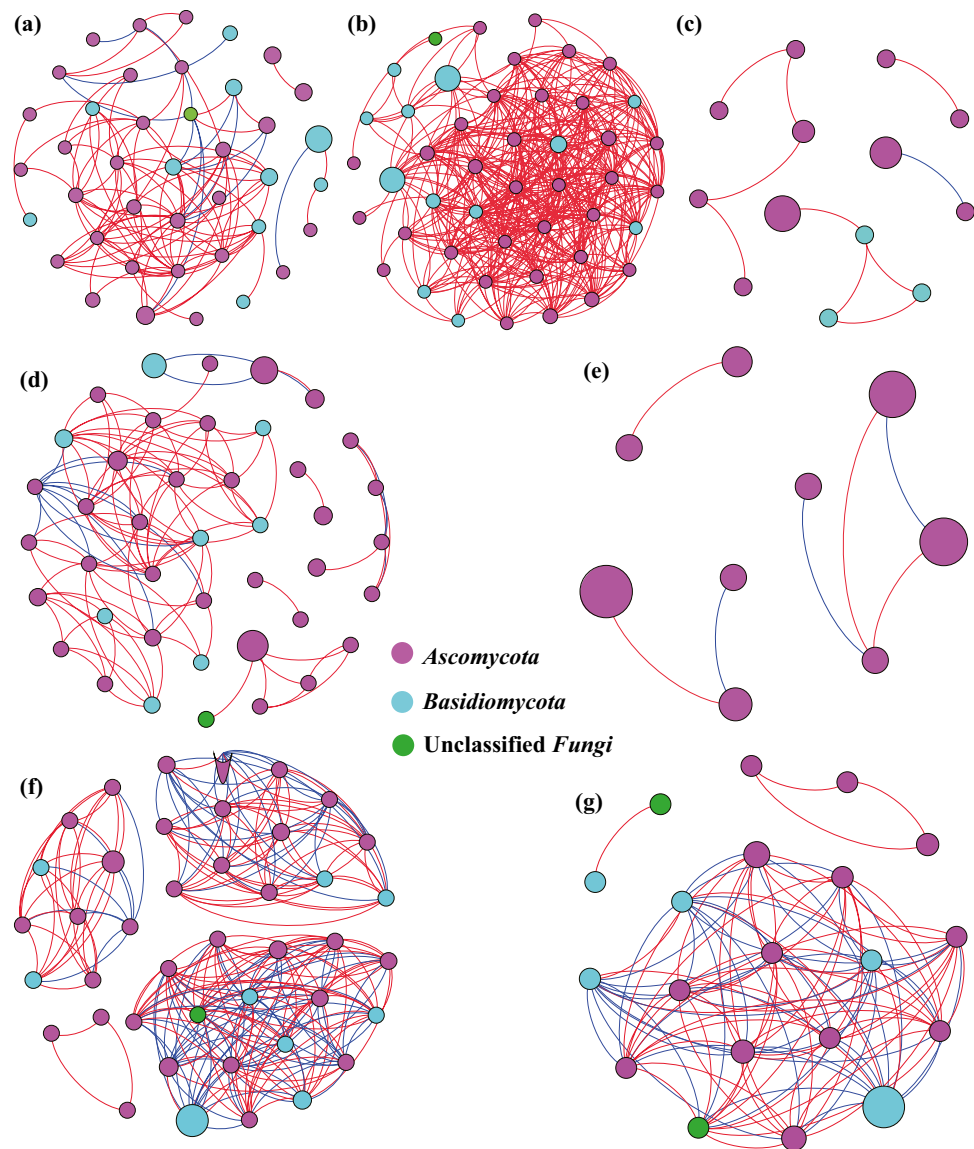 (a)
(b)
(c)
(d)
(e)
Ascomycota
Basidiomycota
Unclassified Fungi
(f)
(g)